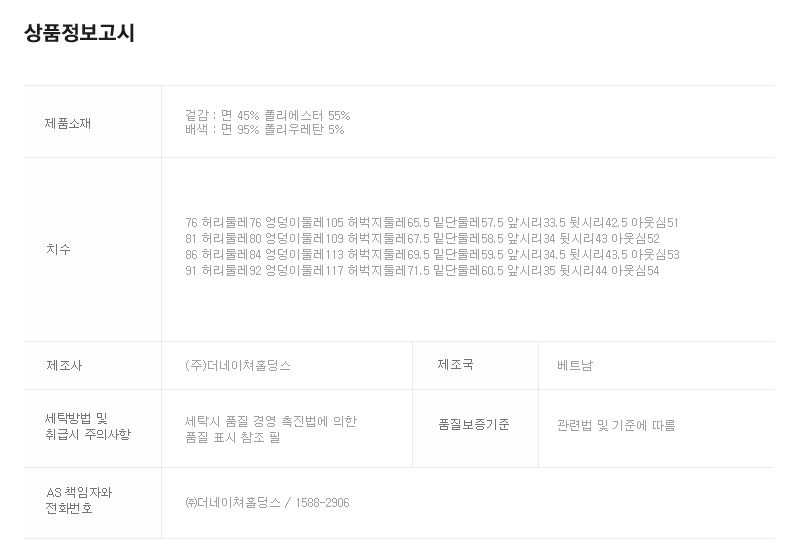 상품정보고시
제품소재
겉감 : 면 45% 폴리에스터 55%
배색 : 면 95% 폴리우레탄 5%
치수
76 허리둘레76 엉덩이둘레105 허벅지둘레65.5 밑단둘레57.5 앞시리33.5 뒷시리42.5 아웃심51
81 허리둘레80 엉덩이둘레109 허벅지둘레67.5 밑단둘레58.5 앞시리34 뒷시리43 아웃심52
86 허리둘레84 엉덩이둘레113 허벅지둘레69.5 밑단둘레59.5 앞시리34.5 뒷시리43.5 아웃심53
91 허리둘레92 엉덩이둘레117 허벅지둘레71.5 밑단둘레60.5 앞시리35 뒷시리44 아웃심54
제조사
(주)더네이쳐홀딩스
제조국
베트남
세탁방법 및
취급시 주의사항
세탁시 품질 경영 촉진법에 의한
품질 표시 참조 필
품질보증기준
관련법 및 기준에 따름
AS 책임자와
전화번호
㈜더네이쳐홀딩스 / 1588-2906